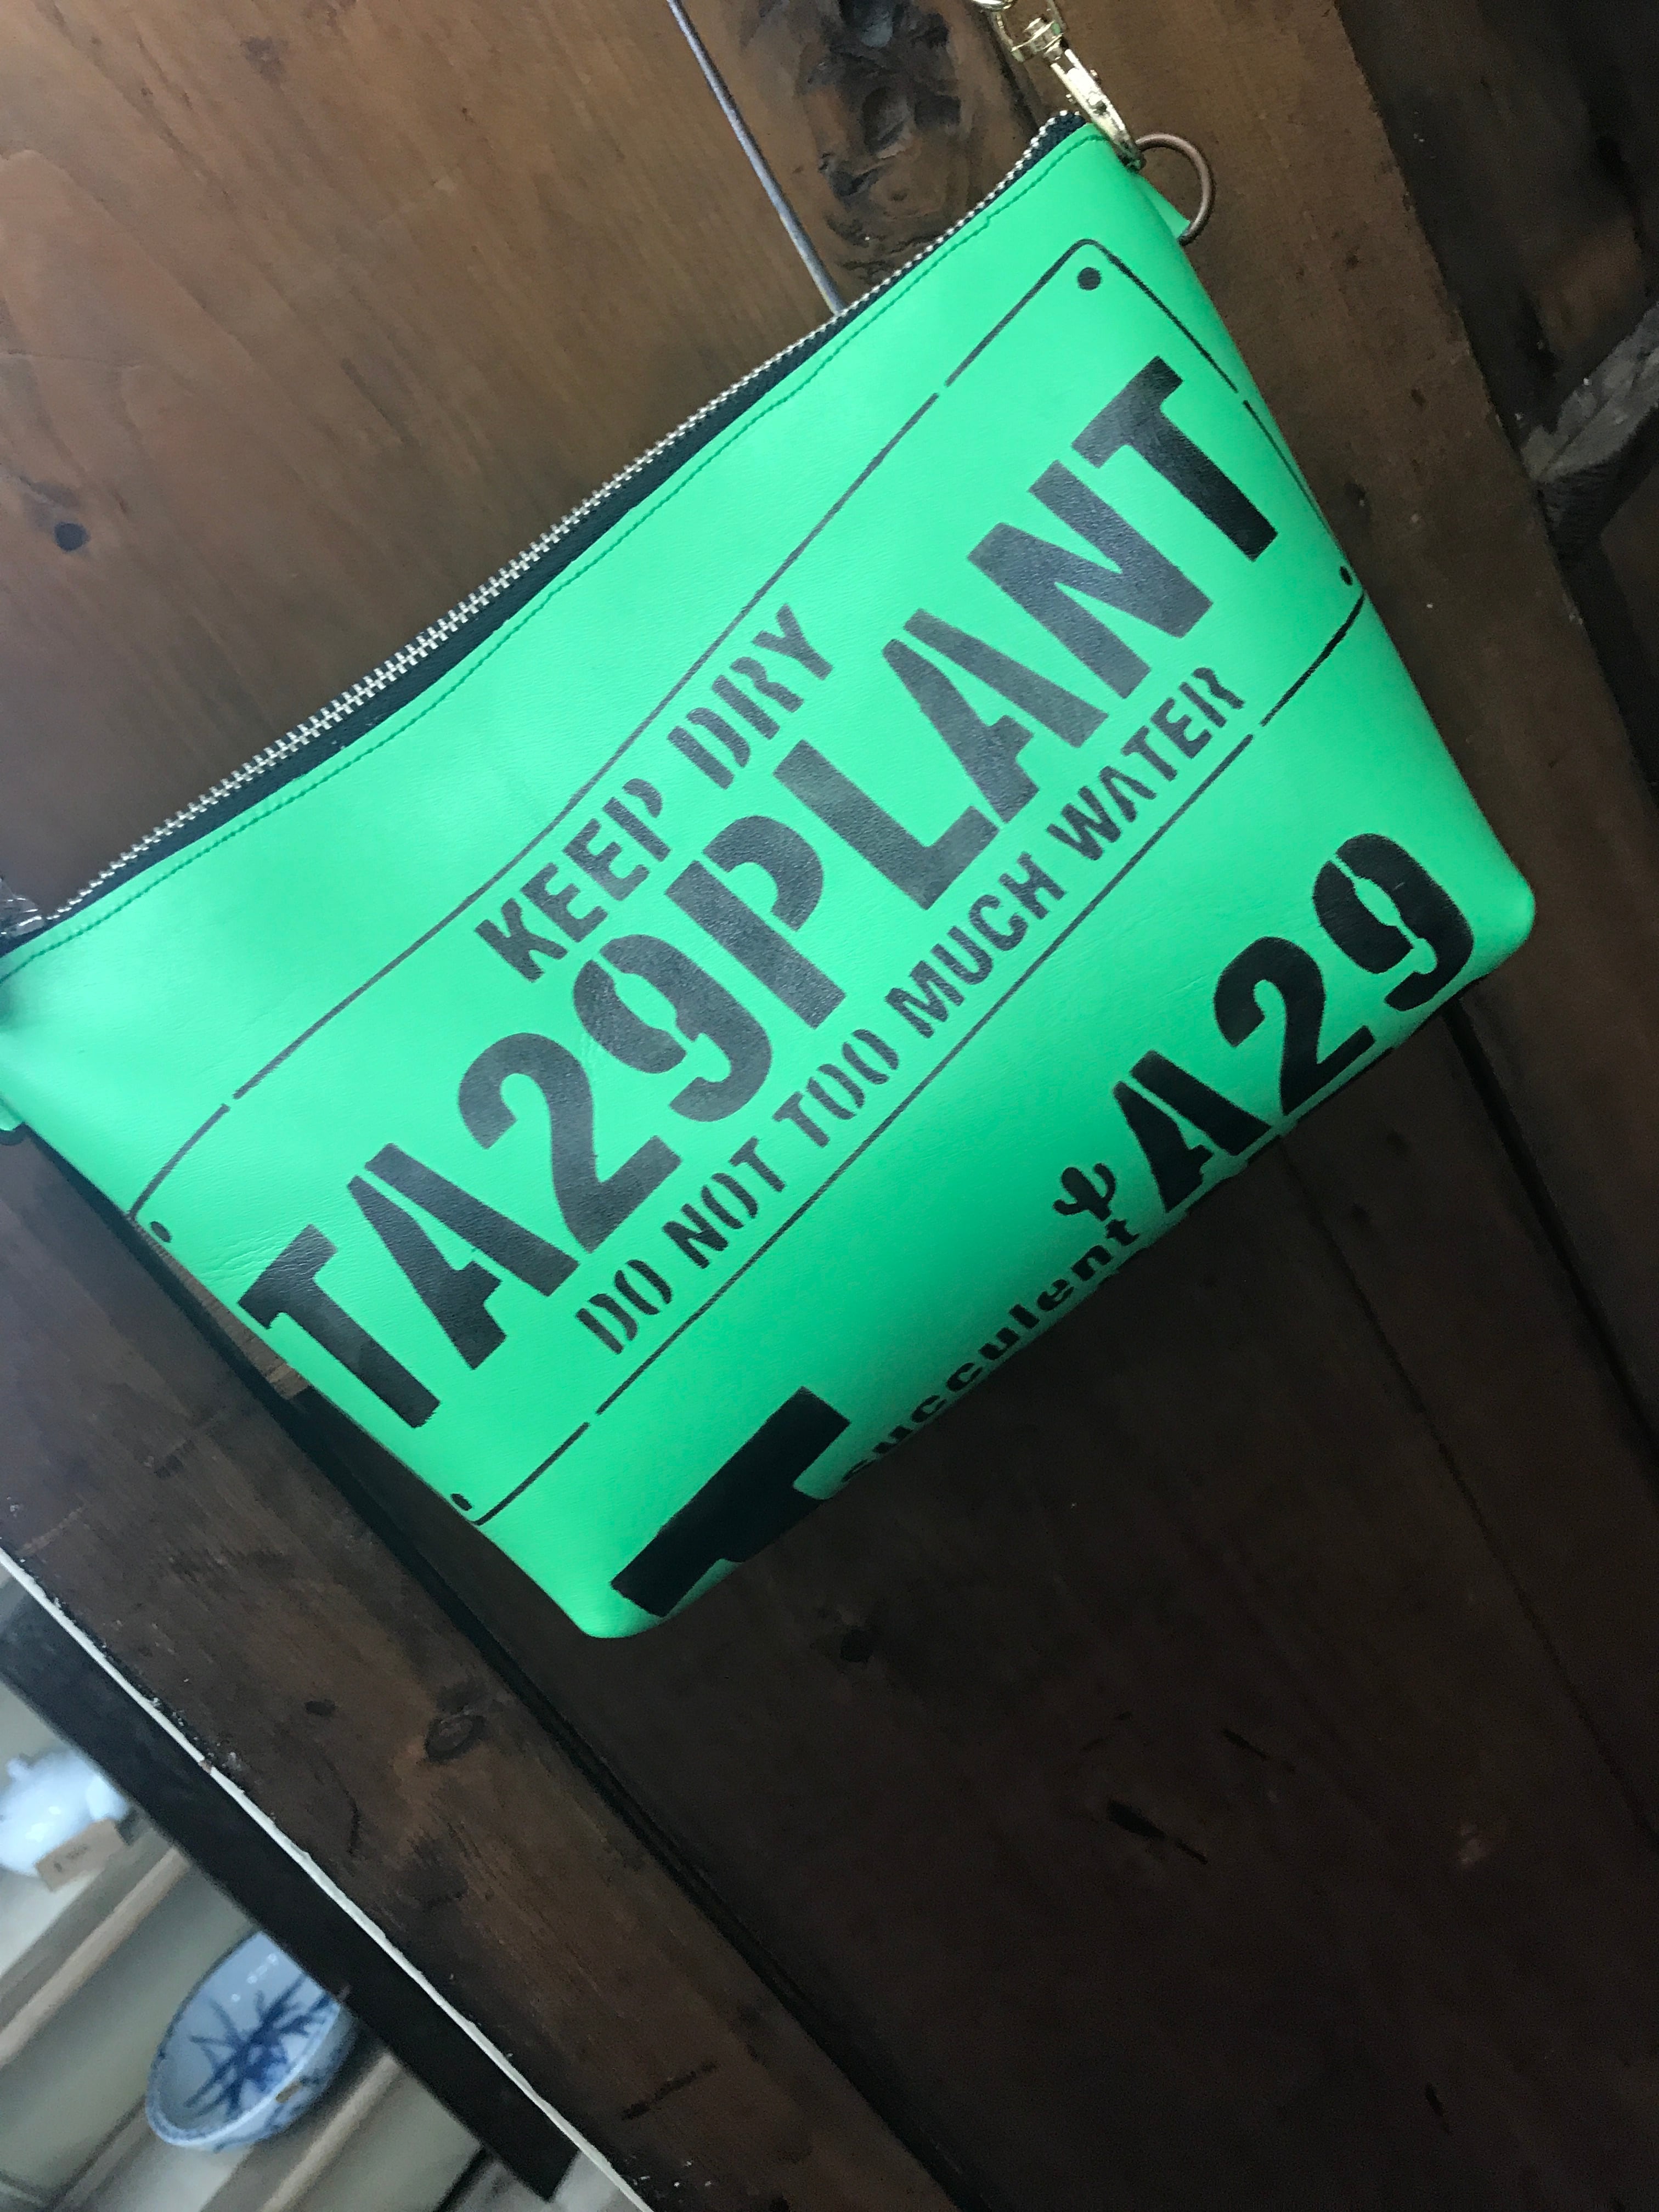 KEEP DRY
TA29PLANT
DO NOT TOO MUCH WATER
T succulent A29